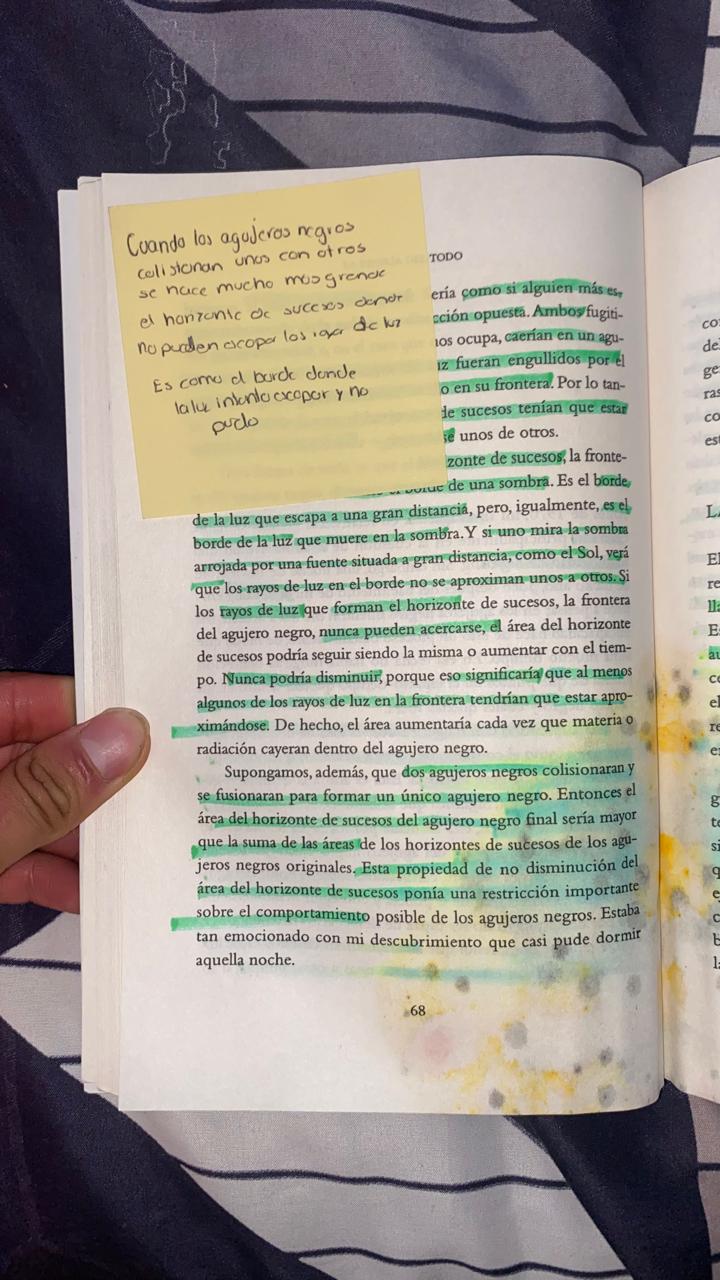 Cuando los agujeros negros
colisionan unos con otros
se hace mucho mas grande
el horizonte de sucesos donde
no pueden escapar los rayos de luz
Es como el borde donde
la luz intento escapar y no
pudo
TODO
ería como si alguien más es-
cción opuesta. Ambos fugiti-
nos ocupa, caerían en un agu-
uz fueran engullidos por él
o en su frontera. Por lo tan-
de sucesos tenían que estar
se unos de otros.
zonte de sucesos, la fronte-
de una sombra. Es el borde
de la luz que escapa a una gran distancia, pero, igualmente, es el
borde de la luz que muere en la sombra. Y si uno mira la sombra
arrojada por una fuente situada a gran distancia, como el Sol, verá
que los rayos de luz en el borde no se aproximan unos a otros. Si
los rayos de luz que forman el horizonte de sucesos, la frontera
del agujero negro, nunca pueden acercarse, el área del horizonte
de sucesos podría seguir siendo la misma o aumentar con el tiem-
po. Nunca podría disminuir, porque eso significaría que al menos
algunos de los rayos de luz en la frontera tendrían que estar apro-
ximándose. De hecho, el área aumentaría cada vez que materia o
radiación cayeran dentro del agujero negro.
Supongamos, además, que dos agujeros negros colisionaran y
se fusionaran para formar un único agujero negro. Entonces el
área del horizonte de sucesos del agujero negro final sería mayor
que la suma de las áreas de los horizontes de sucesos de los agu-
jeros negros originales. Esta propiedad de no disminución del
área del horizonte de sucesos ponía una restricción importante
sobre el comportamiento posible de los agujeros negros. Estaba
tan emocionado con mi descubrimiento que casi pude dormir
aquella noche.
68